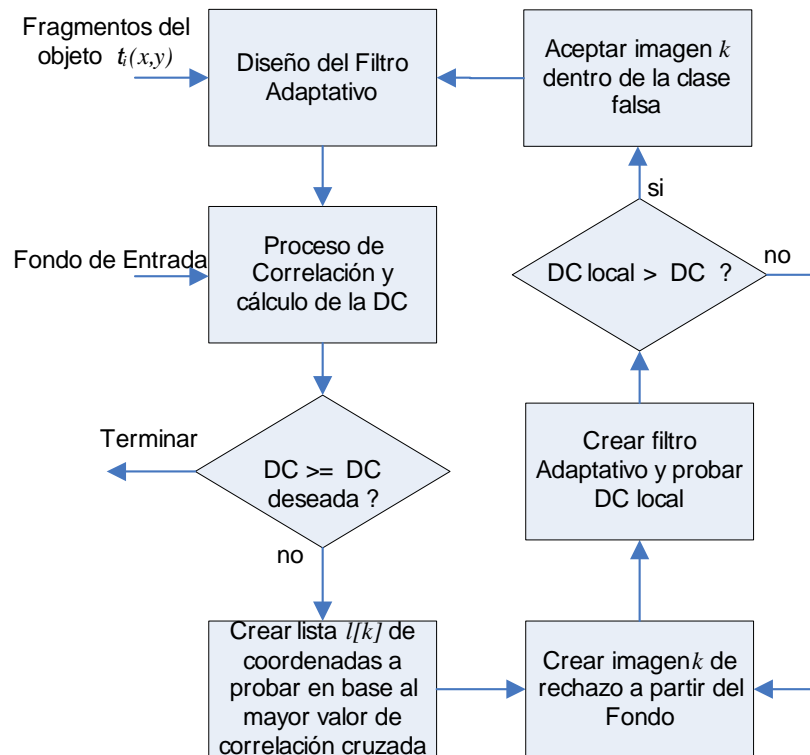 Fragmentos del
objeto ti(x,y)
Diseño del Filtro
Adaptativo
Aceptar imagen k
dentro de la clase
falsa
si
Fondo de Entrada
Proceso de
Correlación y
cálculo de la DC
DC local > DC ?
no
Terminar
DC >= DC
deseada ?
no
Crear filtro
Adaptativo y probar
DC local
Crear lista l[k] de
coordenadas a
probar en base al
mayor valor de
correlación cruzada
Crear imagen k de
rechazo a partir del
Fondo